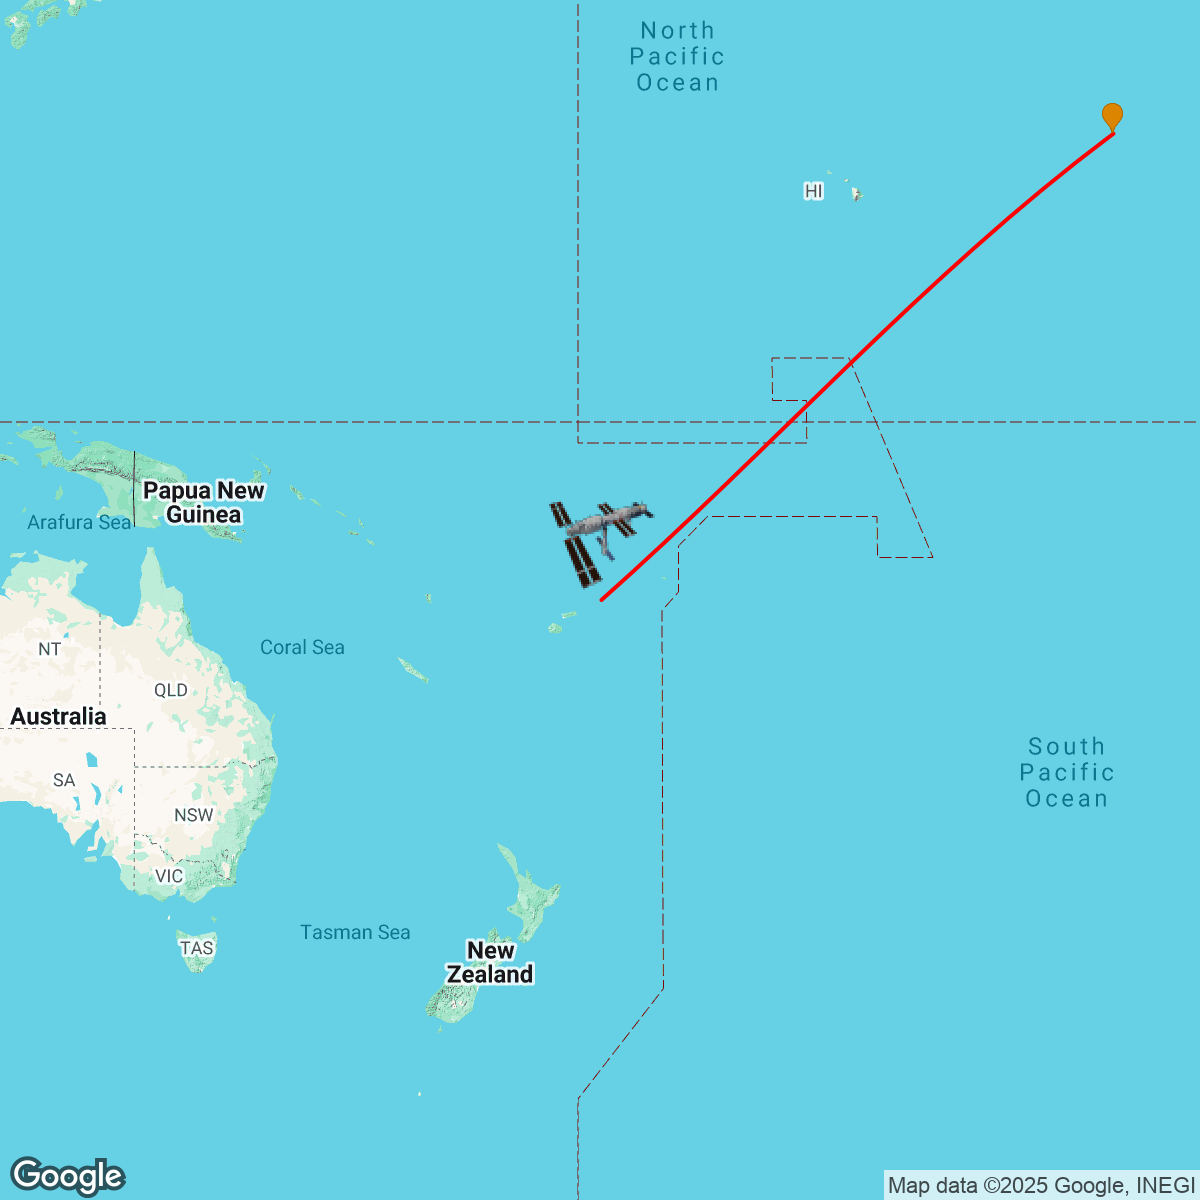 North
Pacific
Ocean
HI
Papua New
Guinea
Arafura Sea
Coral Sea
NT
QLD
Australia
SA
NSW
VIC
TAS
Tasman Sea
New
Zealand
South
Pacific
Ocean
Google
Map data ©2025 Google, INEGI